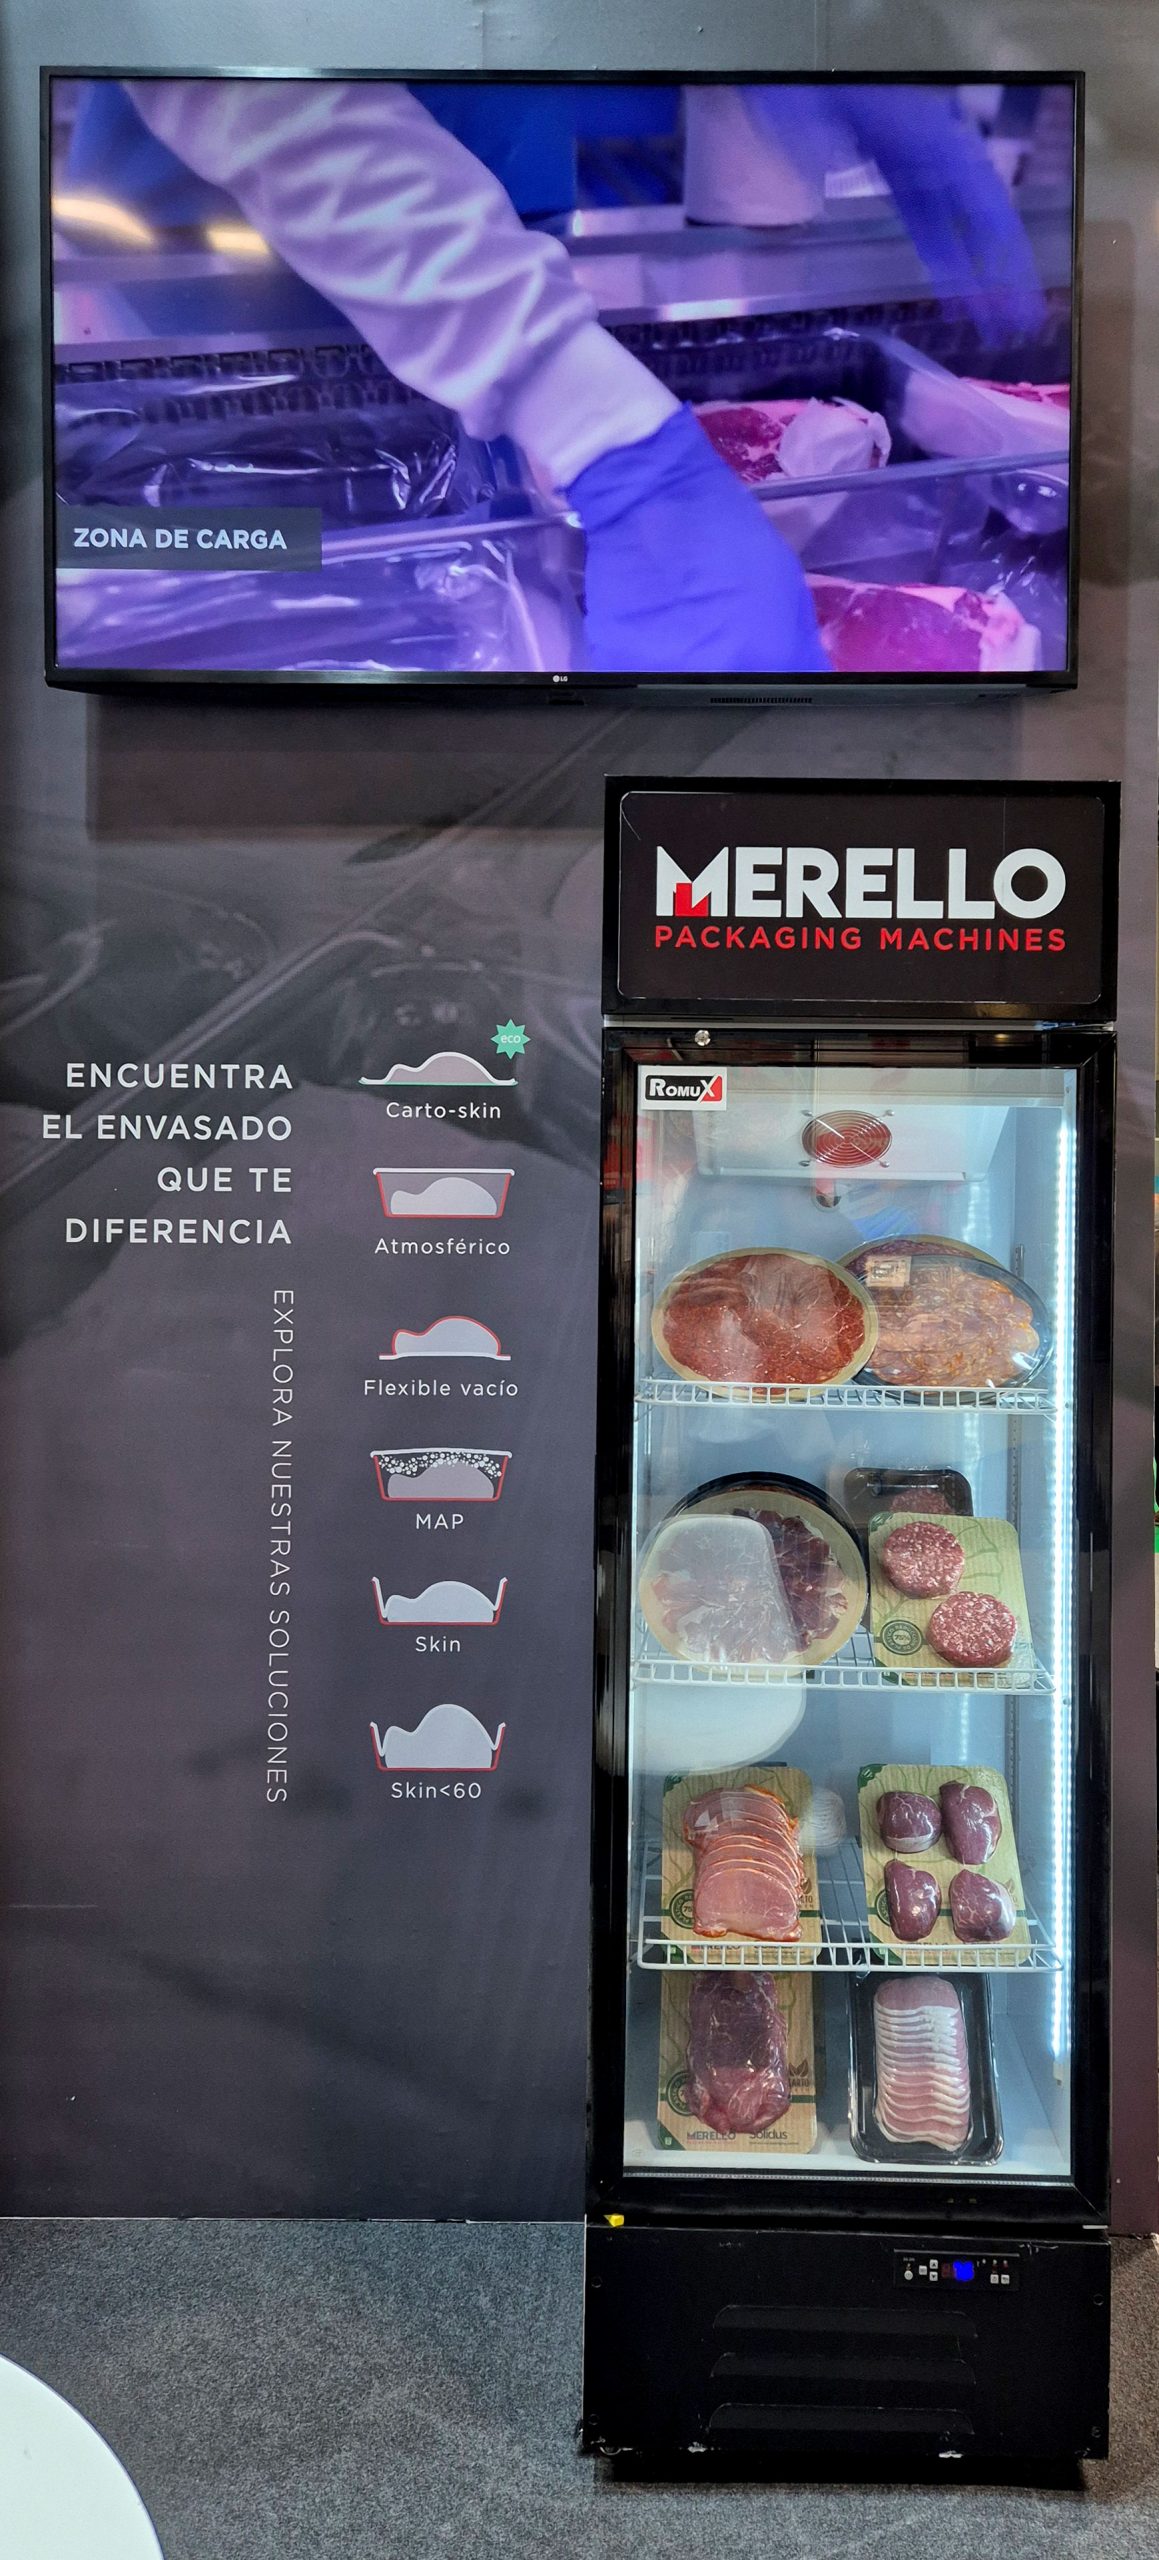 ZONA DE CARGA
LG
MERELLO
PACKAGING MACHINES
ENCUENTRA
EL ENVASADO
QUE TE
DIFERENCIA
EXPLORA NUESTRAS SOLUCIONES
eco
Carto-skin
Atmosférico
Flexible vacío
MAP
Skin
Skin<60
ROMUX
75%
MERELLO Solidus